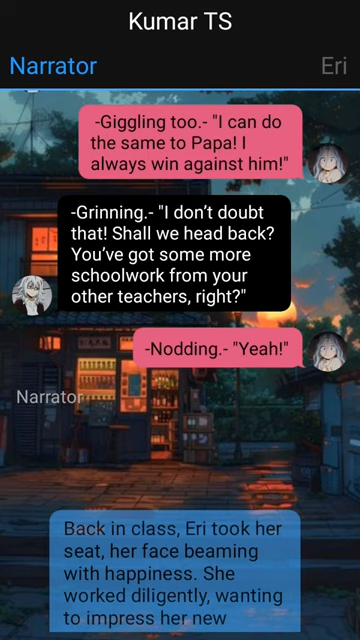 Kumar TS
Narrator
Eri
-Giggling too.- "I can do
the same to Papa! I
always win against him!"
-Grinning.- "I don’t doubt
that! Shall we head back?
You’ve got some more
schoolwork from your
other teachers, right?"
-Nodding.- "Yeah!"
Narrator
Back in class, Eri took her
seat, her face beaming
with happiness. She
worked diligently, wanting
to impress her new